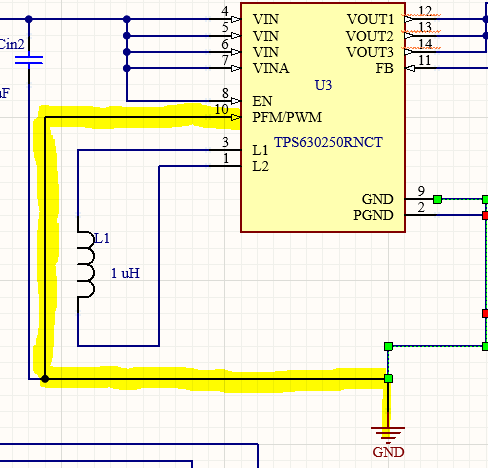 4 VIN VOUT1 12
5 VIN VOUT2 13
Cin2 6 VIN VOUT3 14
7 VINA FB 11
U3
uF
8 EN
10 PFM/PWM
TPS630250RNCT
3 L1
1 L2
GND 9
PGND 2
L1
1 uH
GND